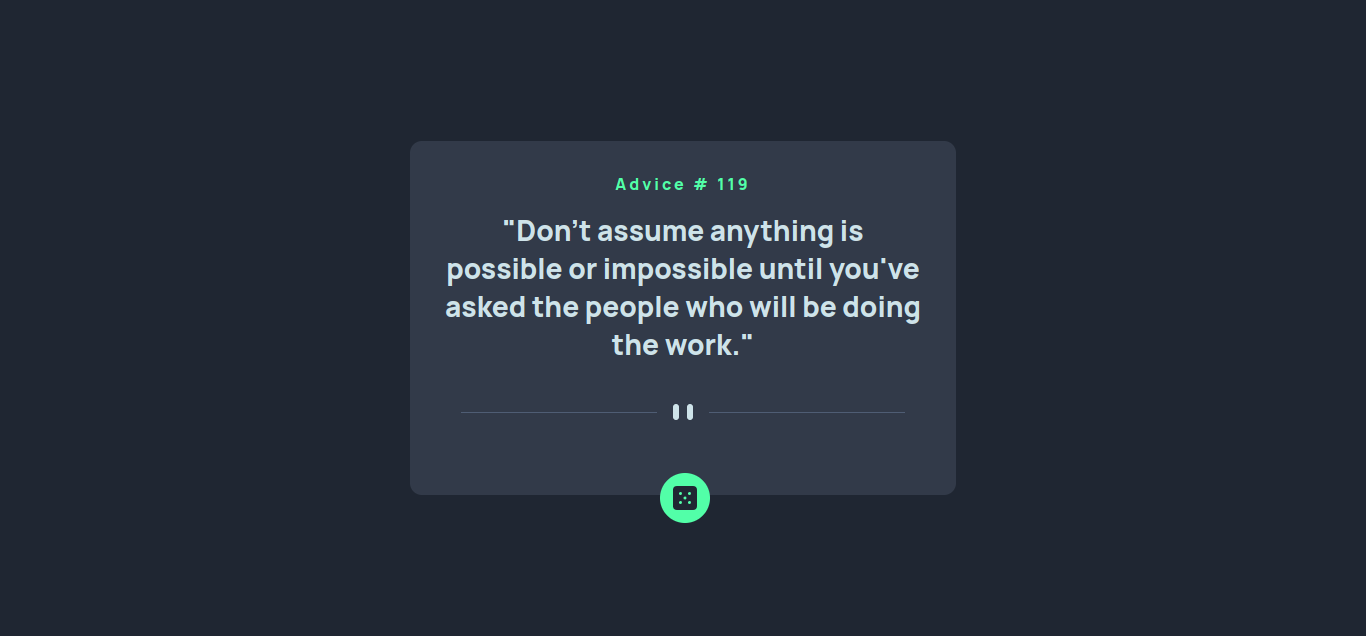 Advice # 119
"Don't assume anything is
possible or impossible until you've
asked the people who will be doing
the work."